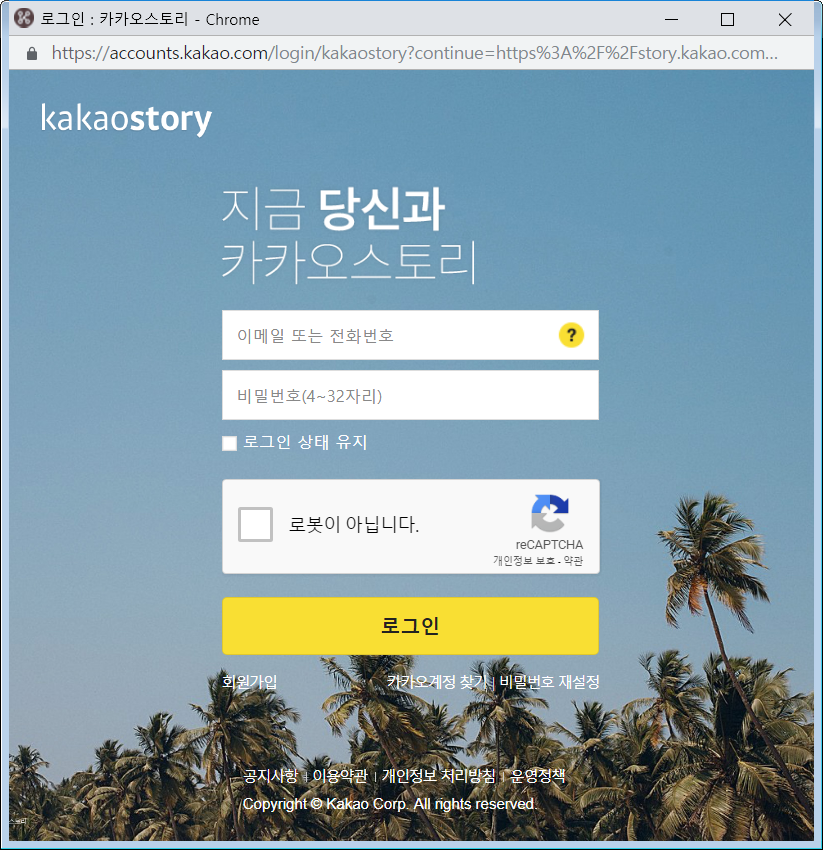 로그인 : 카카오스토리 - Chrome
https://accounts.kakao.com/login/kakaostory?continue=https%3A%2F%2Fstory.kakao.com...
kakaostory
지금 당신과
카카오스토리
이메일 또는 전화번호 ?
비밀번호(4~32자리)
로그인 상태 유지
로봇이 아닙니다.
reCAPTCHA
개인정보 보호 - 약관
로그인
회원가입 카카오계정 찾기 | 비밀번호 재설정
공지사항 | 이용약관 | 개인정보 처리방침 | 운영정책
Copyright © Kakao Corp. All rights reserved.
스토리